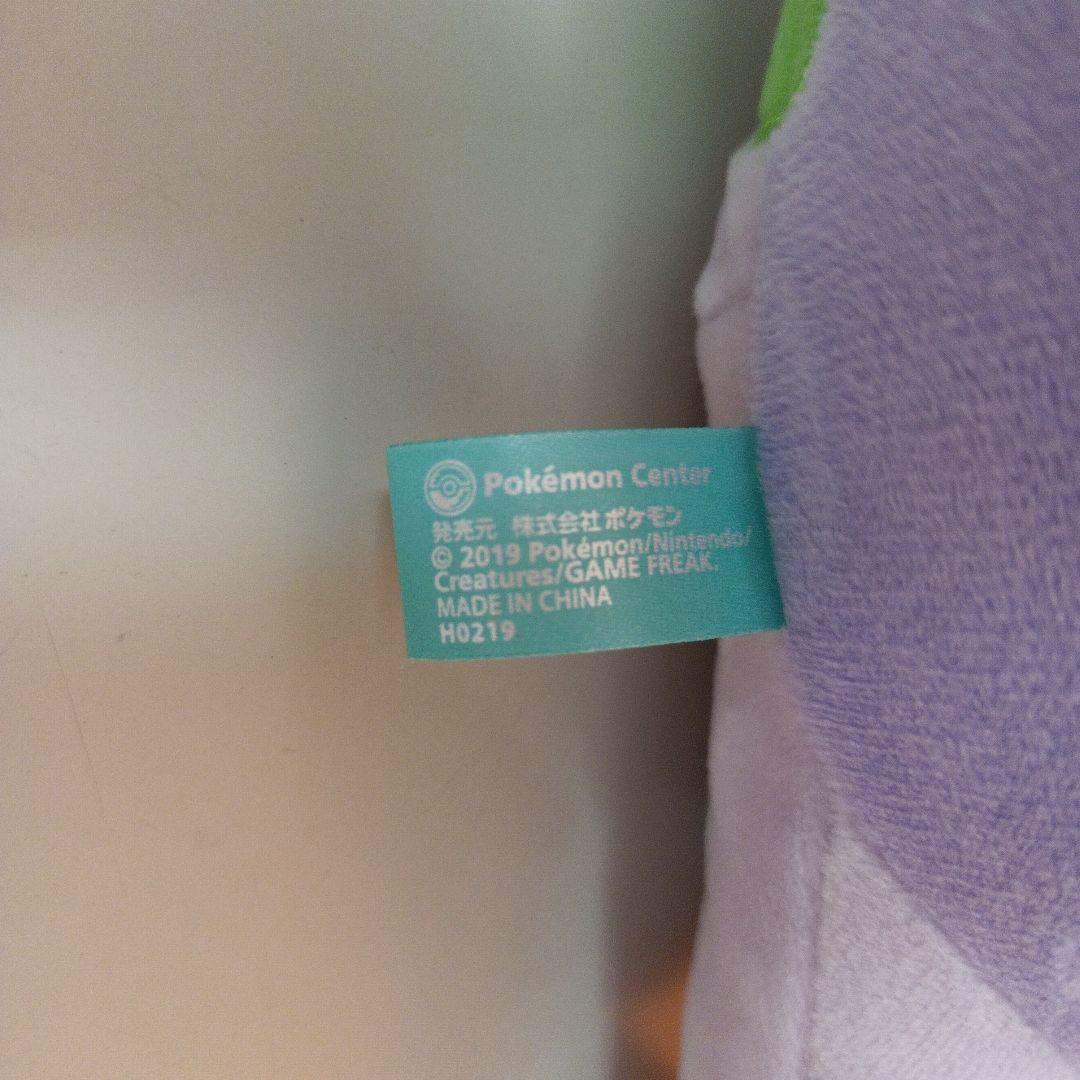 Pokémon Center
発売元 株式会社ポケモン
© 2019 Pokémon/Nintendo/
Creatures/GAME FREAK.
MADE IN CHINA
H0219